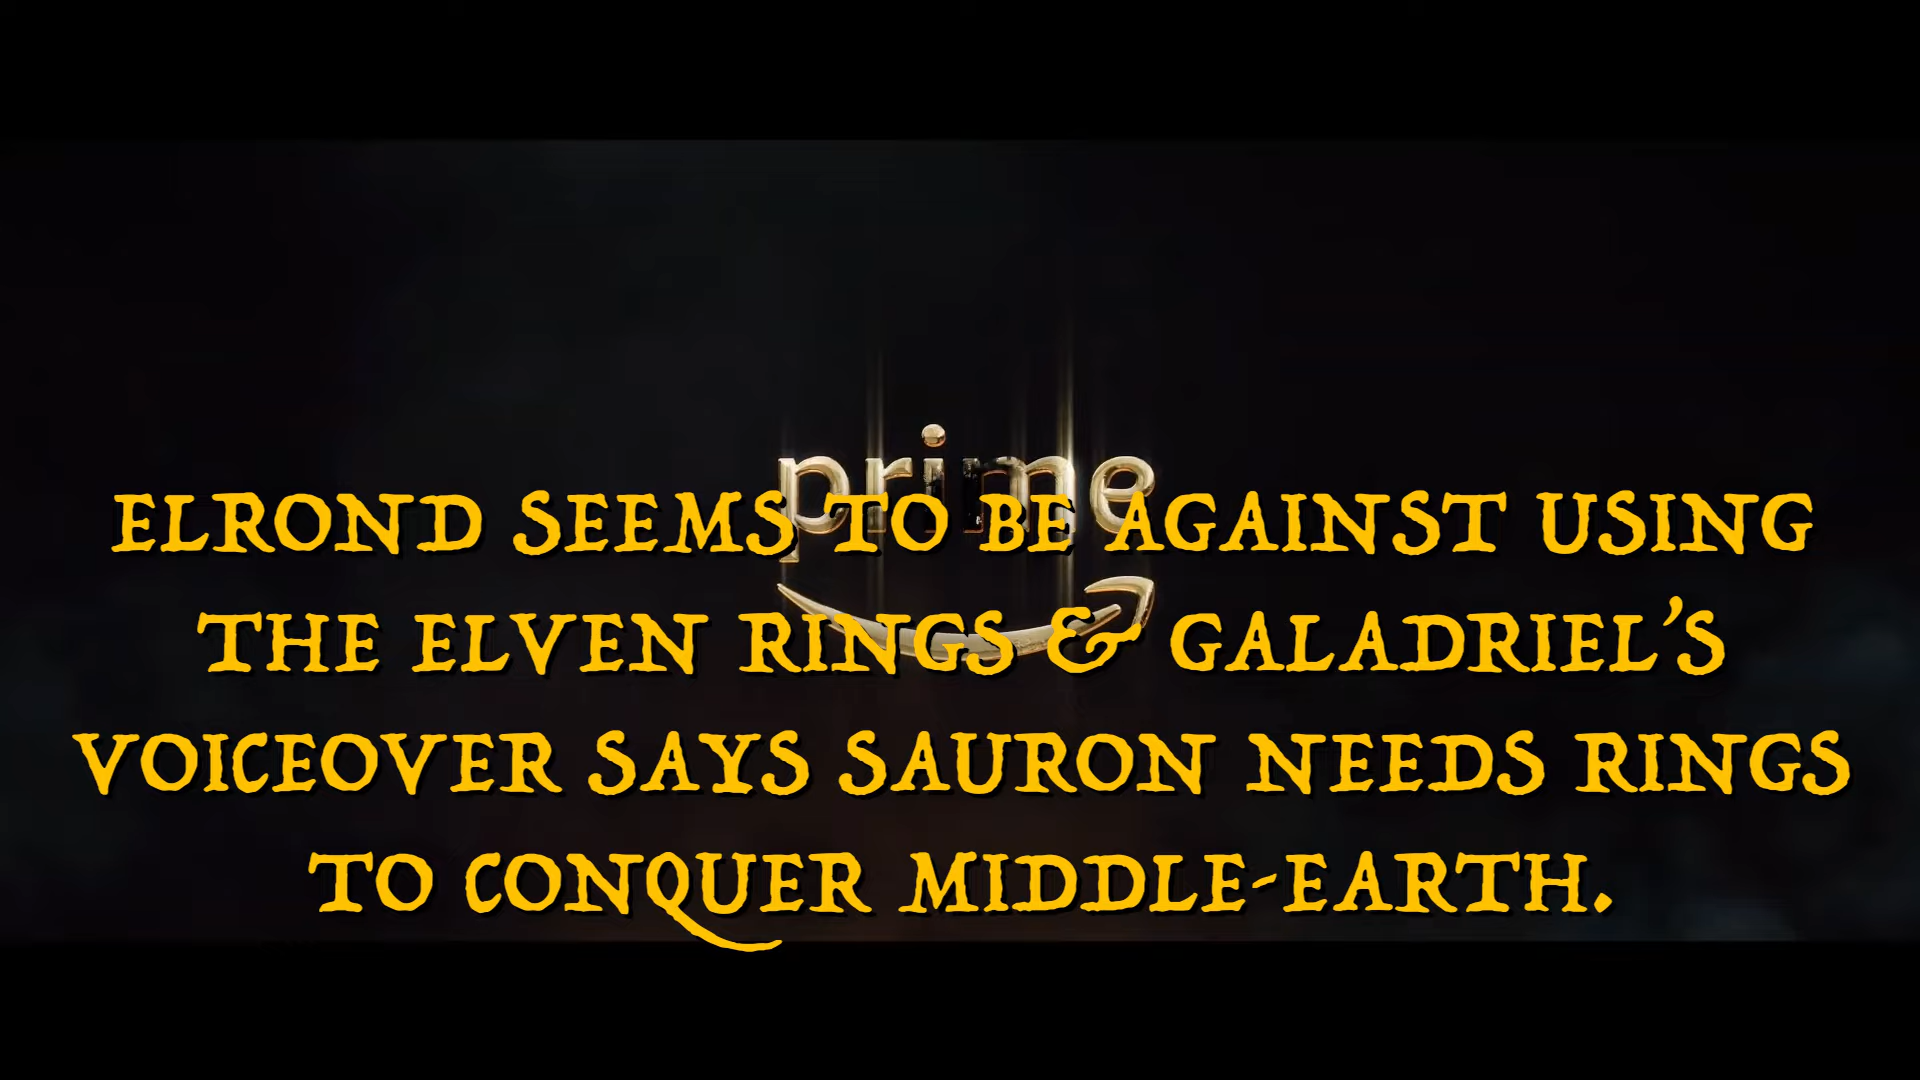 prime
ELROND SEEMS TO BE AGAINST USING
THE ELVEN RINGS & GALADRIEL'S
VOICEOVER SAYS SAURON NEEDS RINGS
TO CONQUER MIDDLE-EARTH.